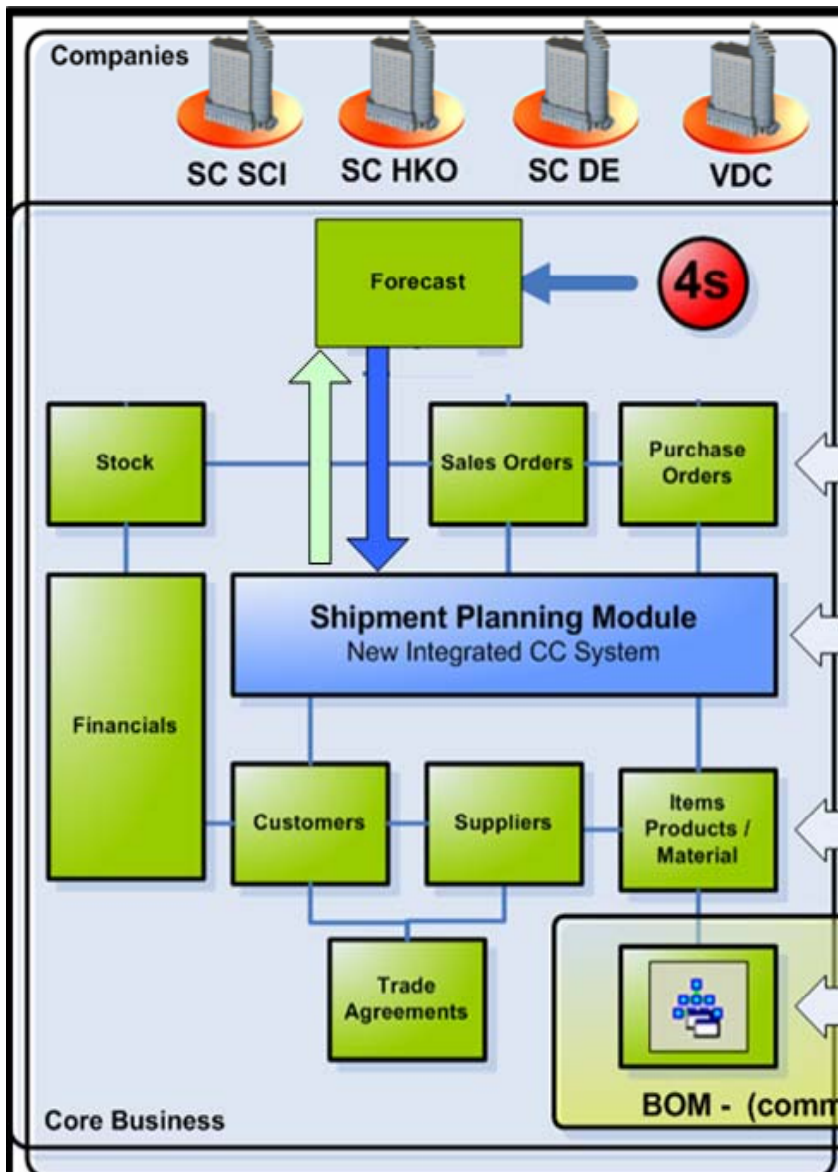 Companies
SC SCI
SC HKO
SC DE
VDC
Forecast
4s
Stock
Sales Orders
Purchase
Orders
Shipment Planning Module
New Integrated CC System
Financials
Customers
Suppliers
Items
Products /
Material
Trade
Agreements
BOM - (comm
Core Business